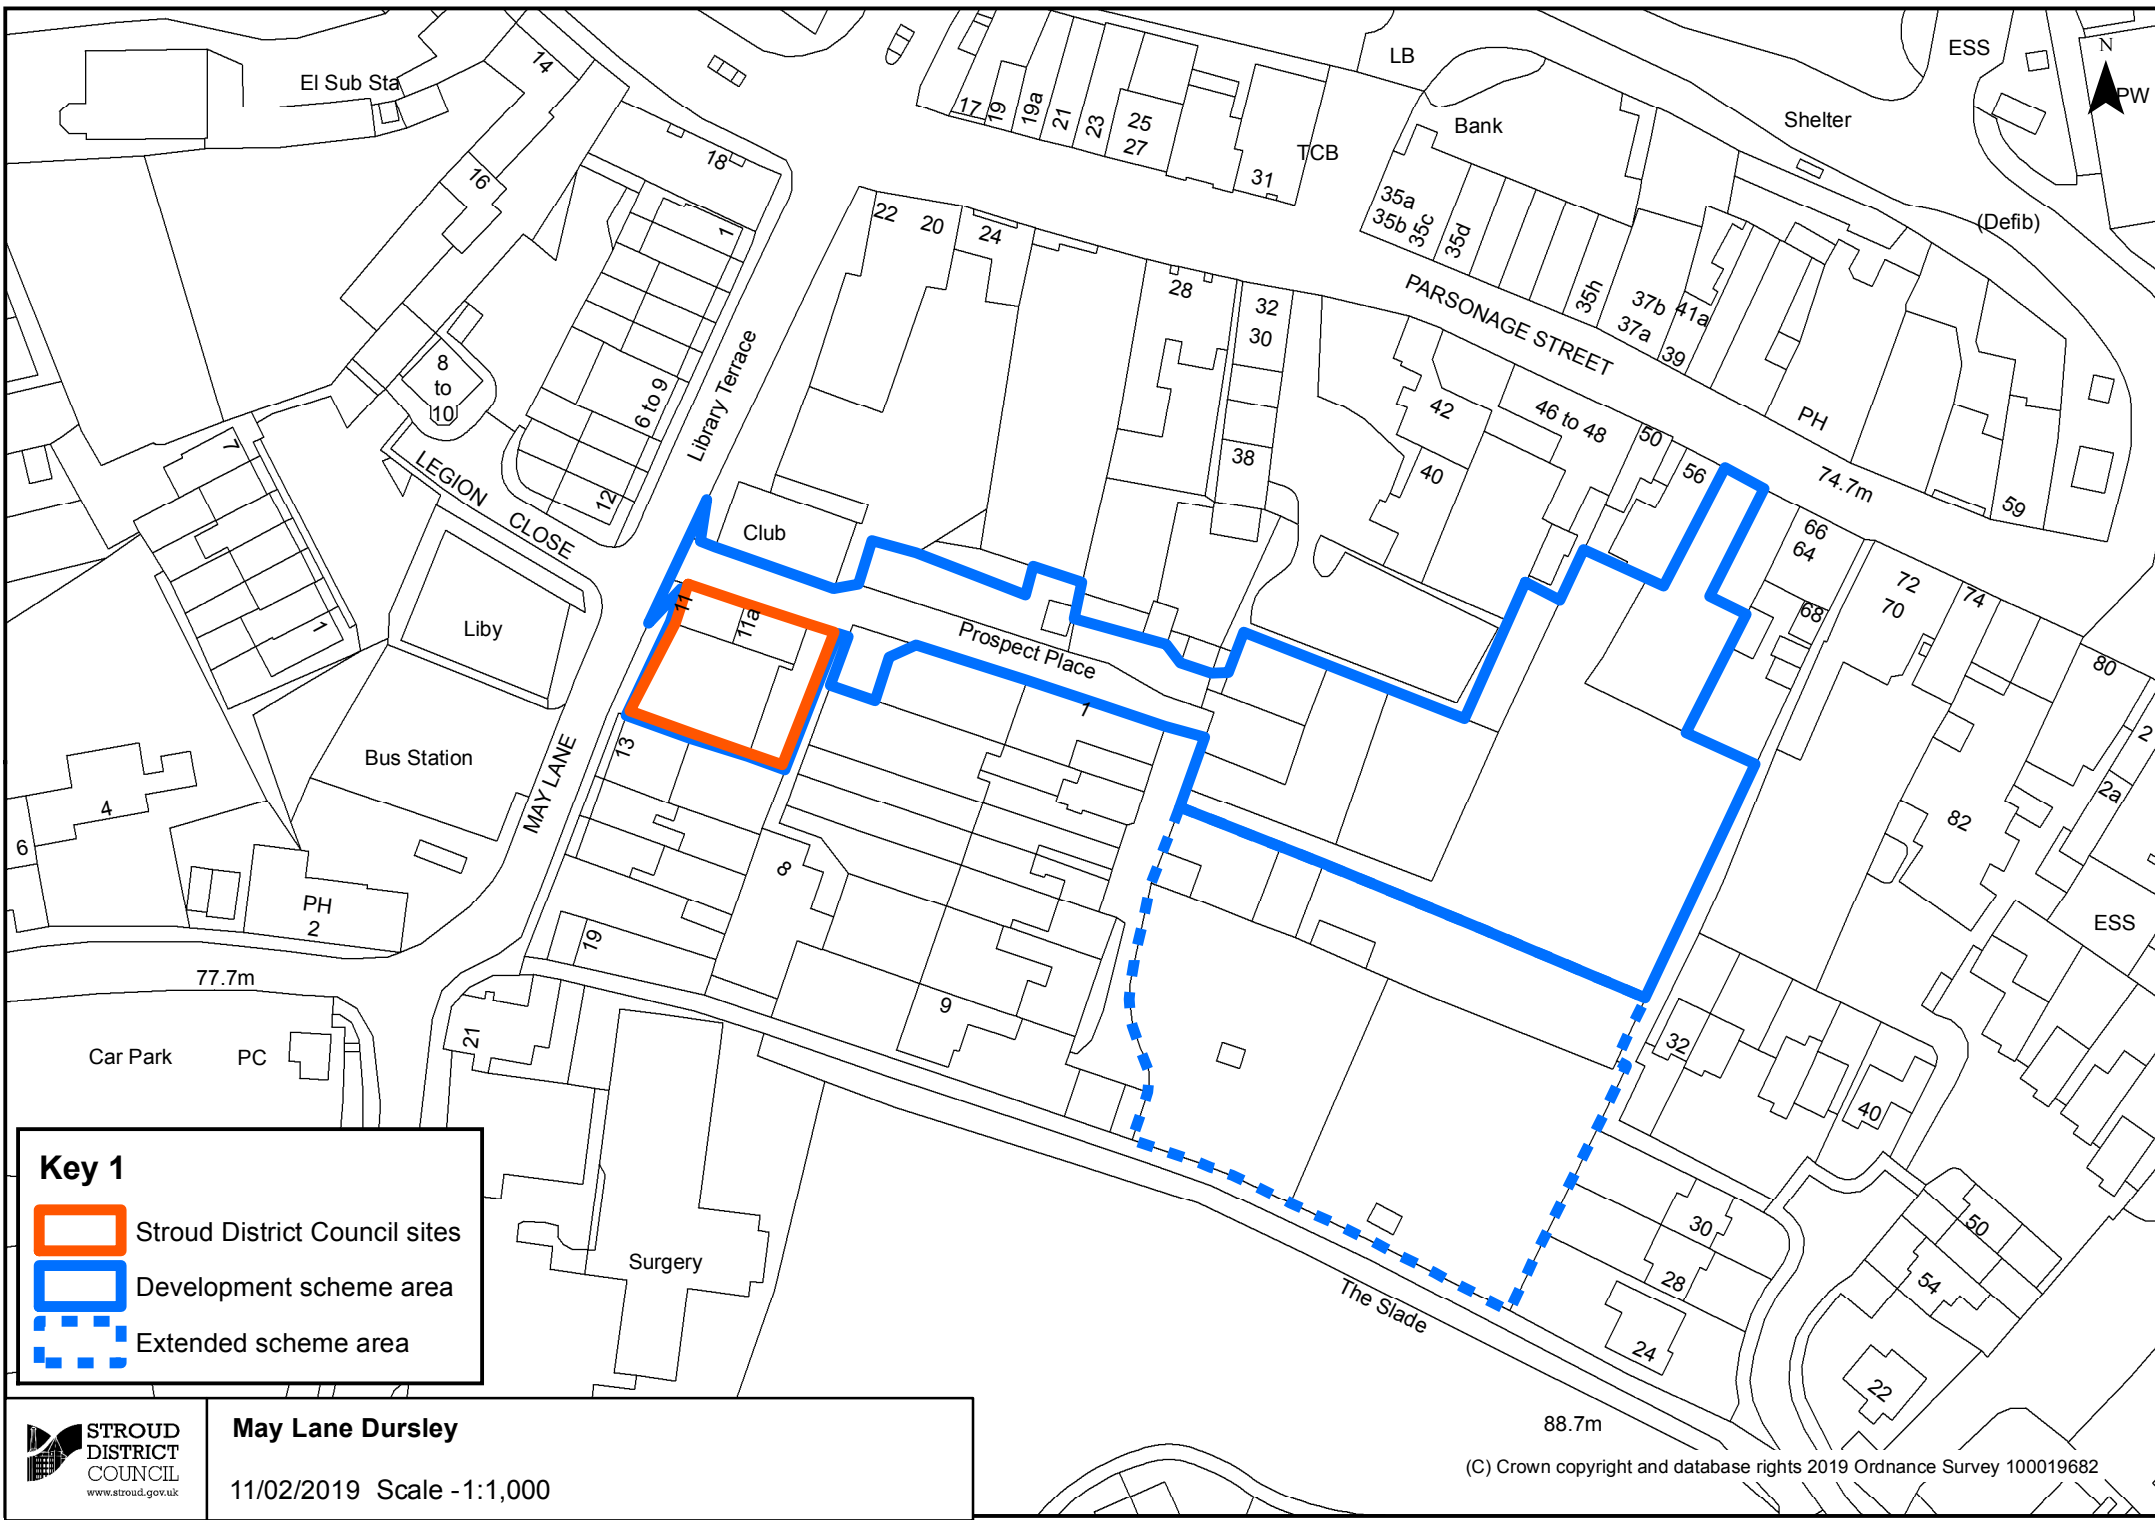 El Sub Sta
14
16
18
1
17
19
19a
21
23
25
27
31
TCB
LB
Bank
Shelter
ESS
N
PW
(Defib)
35a
35b
35c
35d
35h
37b
37a
41a
39
PARSONAGE STREET
PH
74.7m
59
22
20
24
28
32
30
38
42
40
46 to 48
50
56
66
64
68
72
70
74
80
2
2a
82
ESS
8
to
10
6 to 9
12
Library Terrace
LEGION CLOSE
7
1
Liby
Club
11
11a
Prospect Place
1
13
Bus Station
MAY LANE
4
6
PH
2
8
19
9
77.7m
21
Car Park
PC
Surgery
32
40
30
28
24
50
54
22
The Slade
88.7m
Key 1
Stroud District Council sites
Development scheme area
Extended scheme area
STROUD
DISTRICT
COUNCIL
www.stroud.gov.uk
May Lane Dursley
11/02/2019 Scale -1:1,000
(C) Crown copyright and database rights 2019 Ordnance Survey 100019682